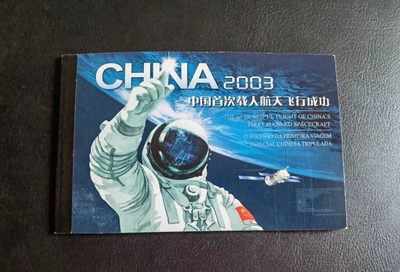 CHINA 2003
中国首次载人航天飞行成功
THE SUCCESSFUL FLIGHT OF CHINA'S
FIRST MANNED SPACECRAFT
O SUCESSO DA PRIMEIRA VIAGEM
ESPACIAL CHINESA TRIPULADA